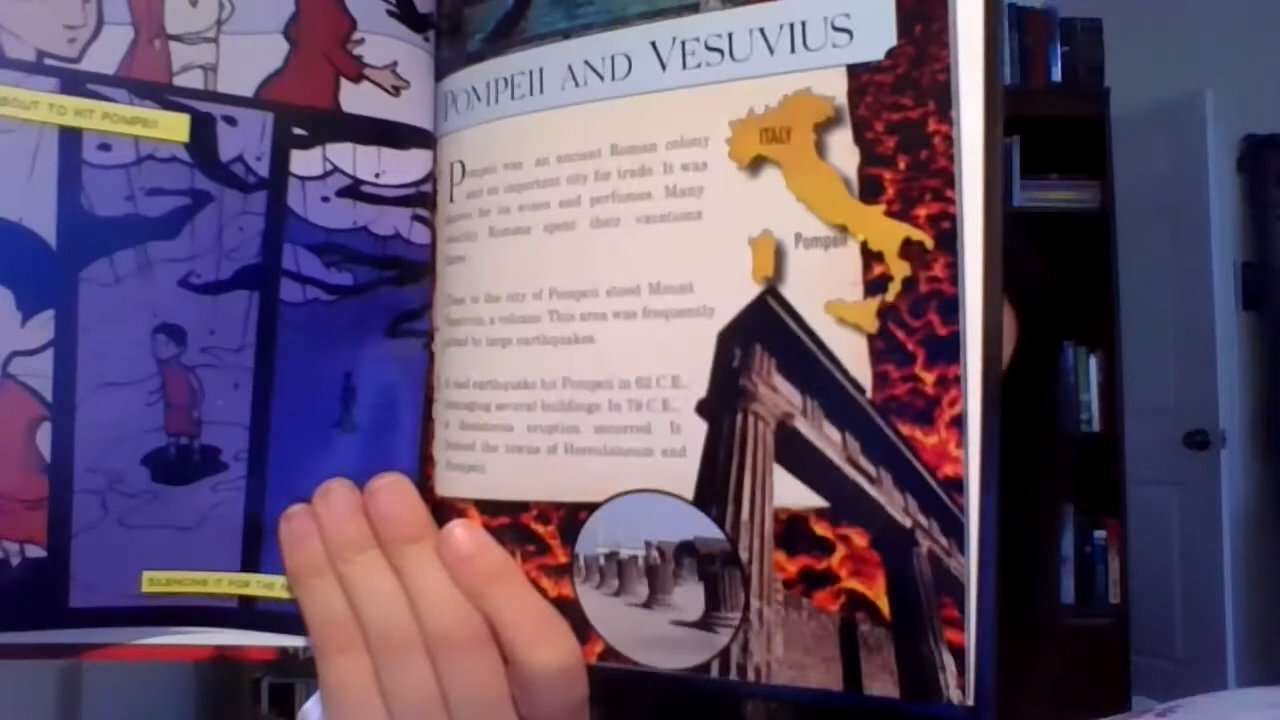 BOUT TO HIT POMPEII
SILENCING IT FOR THE
POMPEII AND VESUVIUS
Pompeii was an ancient Roman colony
and an important city for trade. It was
known for its wines and perfumes. Many
wealthy Romans spent their vacations
there.
Close to the city of Pompeii stood Mount
Vesuvius, a volcano. This area was frequently
by large earthquakes.
A bad earthquake hit Pompeii in 62 C.E.,
damaging several buildings. In 79 C.E.,
a disastrous eruption occurred. It
buried the towns of Herculaneum and
Pompeii.
ITALY
Pompeii